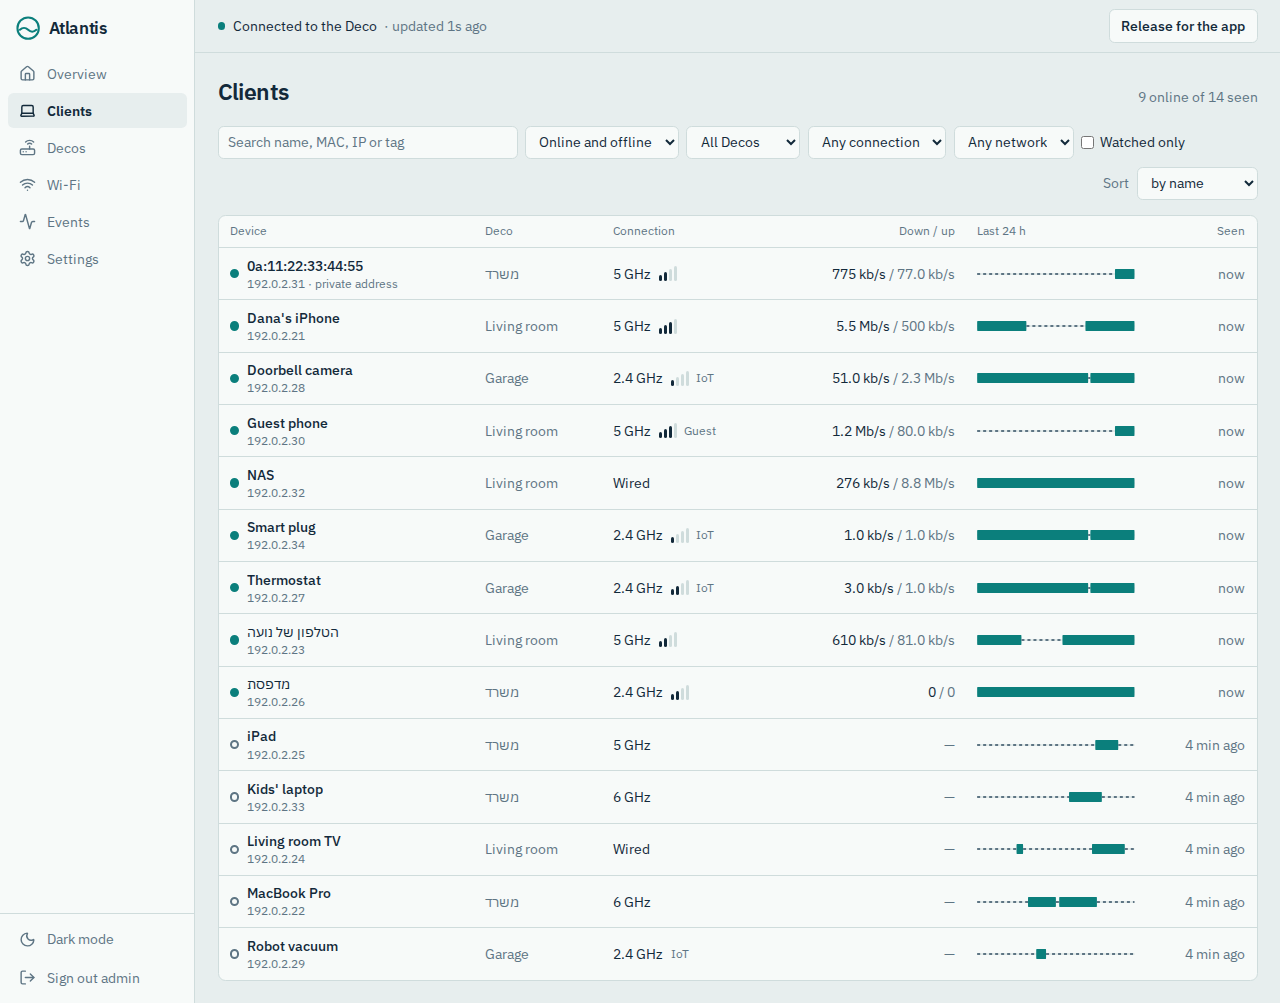 Atlantis
Connected to the Deco · updated 1s ago
Release for the app
Overview
Clients
Decos
Wi-Fi
Events
Settings
Dark mode
Sign out admin
Clients
9 online of 14 seen
Search name, MAC, IP or tag
Online and offline
All Decos
Any connection
Any network
Watched only
Sort by name
Device Deco Connection Down / up Last 24 h Seen
0a:11:22:33:44:55 משרד 5 GHz 775 kb/s / 77.0 kb/s now
192.0.2.31 · private address
Dana's iPhone Living room 5 GHz 5.5 Mb/s / 500 kb/s now
192.0.2.21
Doorbell camera Garage 2.4 GHz IoT 51.0 kb/s / 2.3 Mb/s now
192.0.2.28
Guest phone Living room 5 GHz Guest 1.2 Mb/s / 80.0 kb/s now
192.0.2.30
NAS Living room Wired 276 kb/s / 8.8 Mb/s now
192.0.2.32
Smart plug Garage 2.4 GHz IoT 1.0 kb/s / 1.0 kb/s now
192.0.2.34
Thermostat Garage 2.4 GHz IoT 3.0 kb/s / 1.0 kb/s now
192.0.2.27
הטלפון של נועה Living room 5 GHz 610 kb/s / 81.0 kb/s now
192.0.2.23
מדפסת משרד 2.4 GHz 0 / 0 now
192.0.2.26
iPad משרד 5 GHz — 4 min ago
192.0.2.25
Kids' laptop משרד 6 GHz — 4 min ago
192.0.2.33
Living room TV Living room Wired — 4 min ago
192.0.2.24
MacBook Pro משרד 6 GHz — 4 min ago
192.0.2.22
Robot vacuum Garage 2.4 GHz IoT — 4 min ago
192.0.2.29